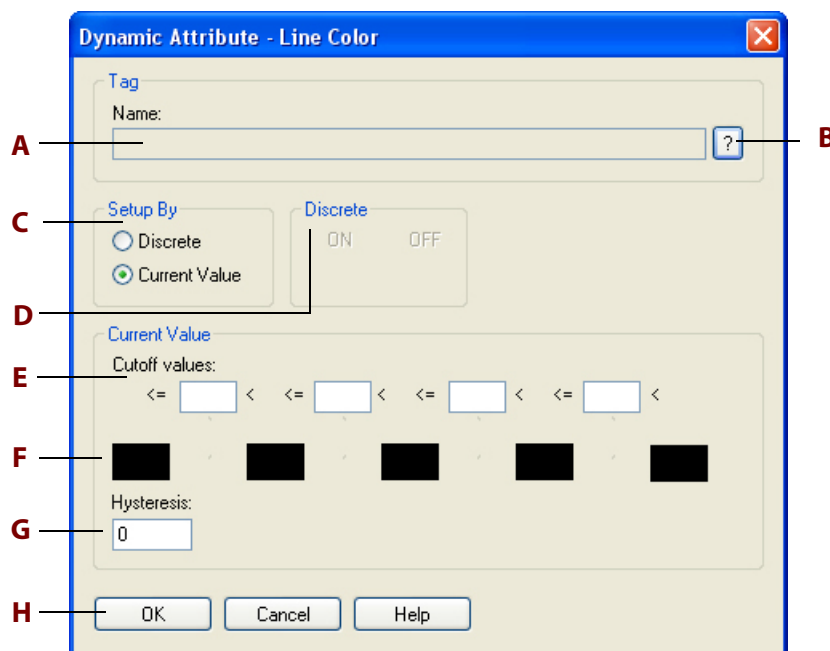 Dynamic Attribute - Line Color
Tag
Name:
A
?
B
Setup By
Discrete
C
Discrete
ON
OFF
Current Value
D
Current Value
Cutoff values:
E
<= < <= < <= < <= <
F
Hysteresis:
G
0
H
OK
Cancel
Help